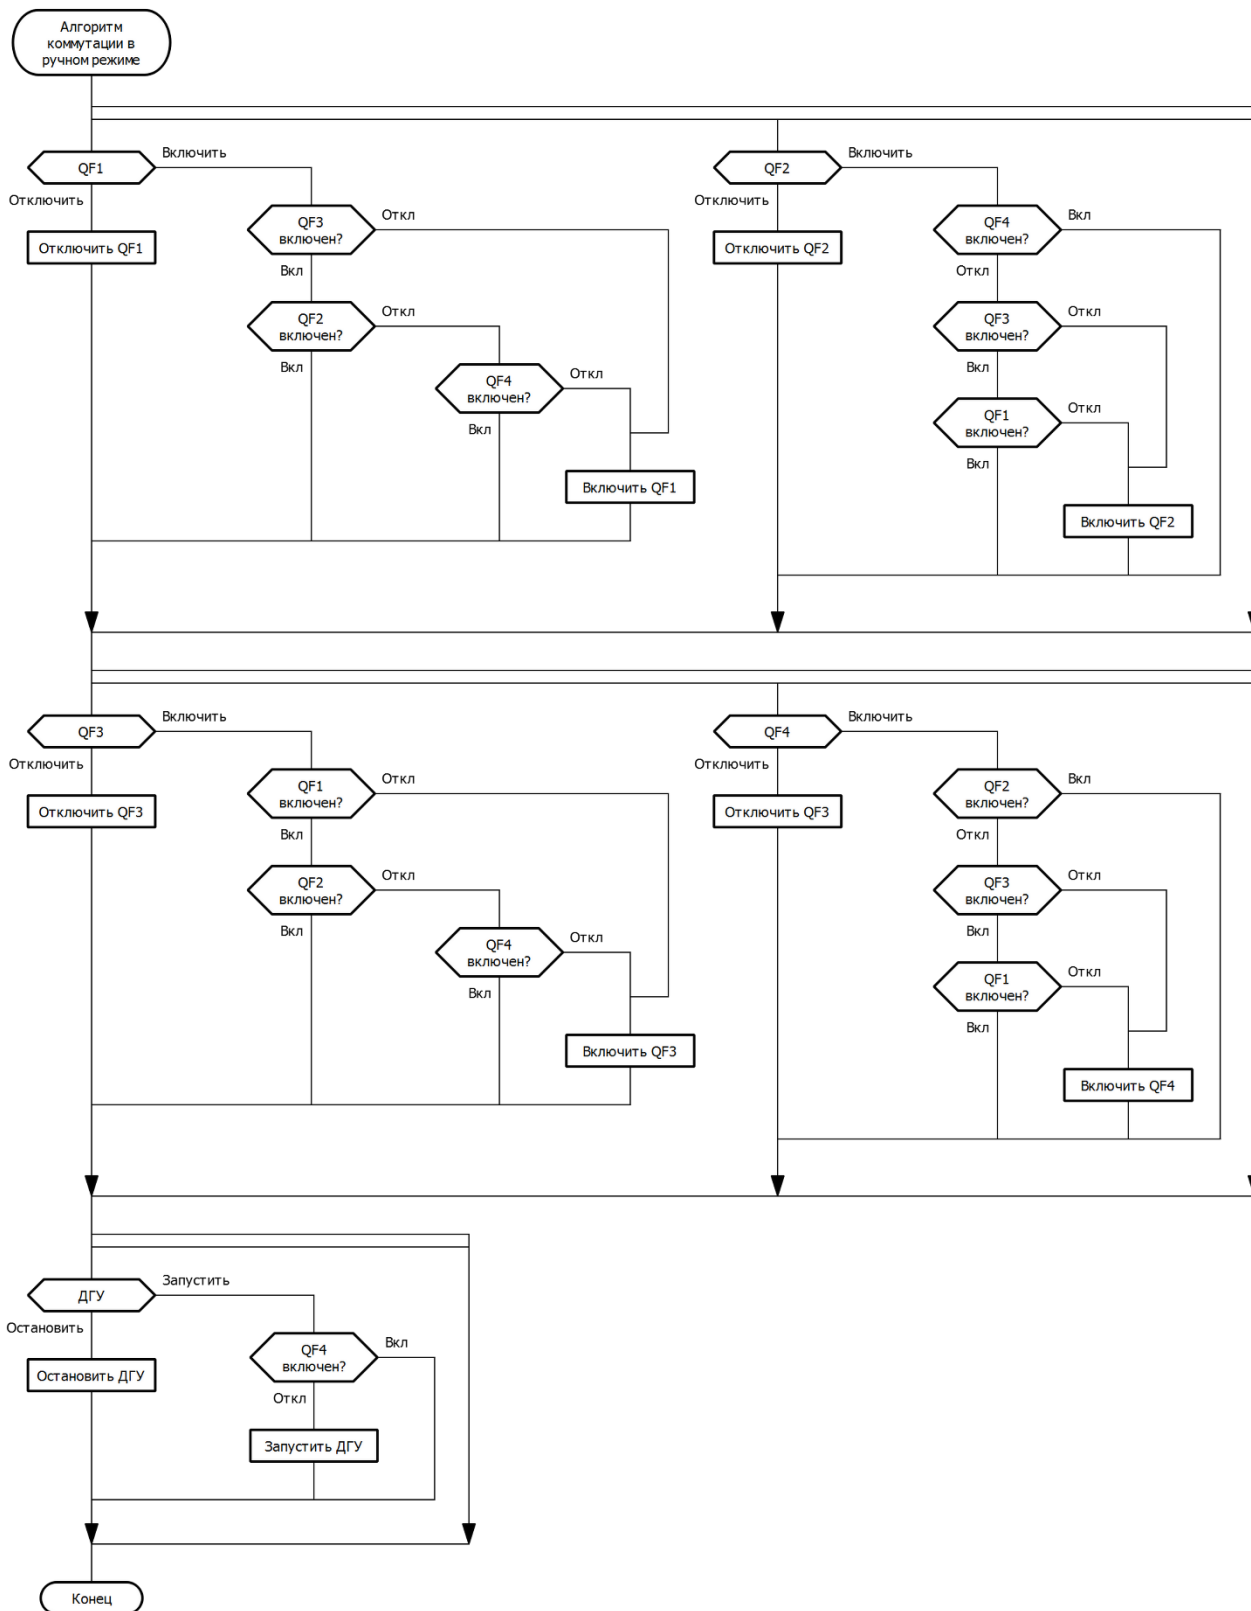 Алгоритм
коммутации в
ручном режиме
QF1
Включить
Отключить
Отключить QF1
QF3
включен?
Откл
Вкл
QF2
включен?
Откл
Вкл
QF4
включен?
Откл
Вкл
Включить QF1
QF2
Включить
Отключить
Отключить QF2
QF4
включен?
Вкл
Откл
QF3
включен?
Откл
Вкл
QF1
включен?
Откл
Вкл
Включить QF2
QF3
Включить
Отключить
Отключить QF3
QF1
включен?
Откл
Вкл
QF2
включен?
Откл
Вкл
QF4
включен?
Откл
Вкл
Включить QF3
QF4
Включить
Отключить
Отключить QF3
QF2
включен?
Вкл
Откл
QF3
включен?
Откл
Вкл
QF1
включен?
Откл
Вкл
Включить QF4
ДГУ
Запустить
Остановить
Остановить ДГУ
QF4
включен?
Вкл
Откл
Запустить ДГУ
Конец